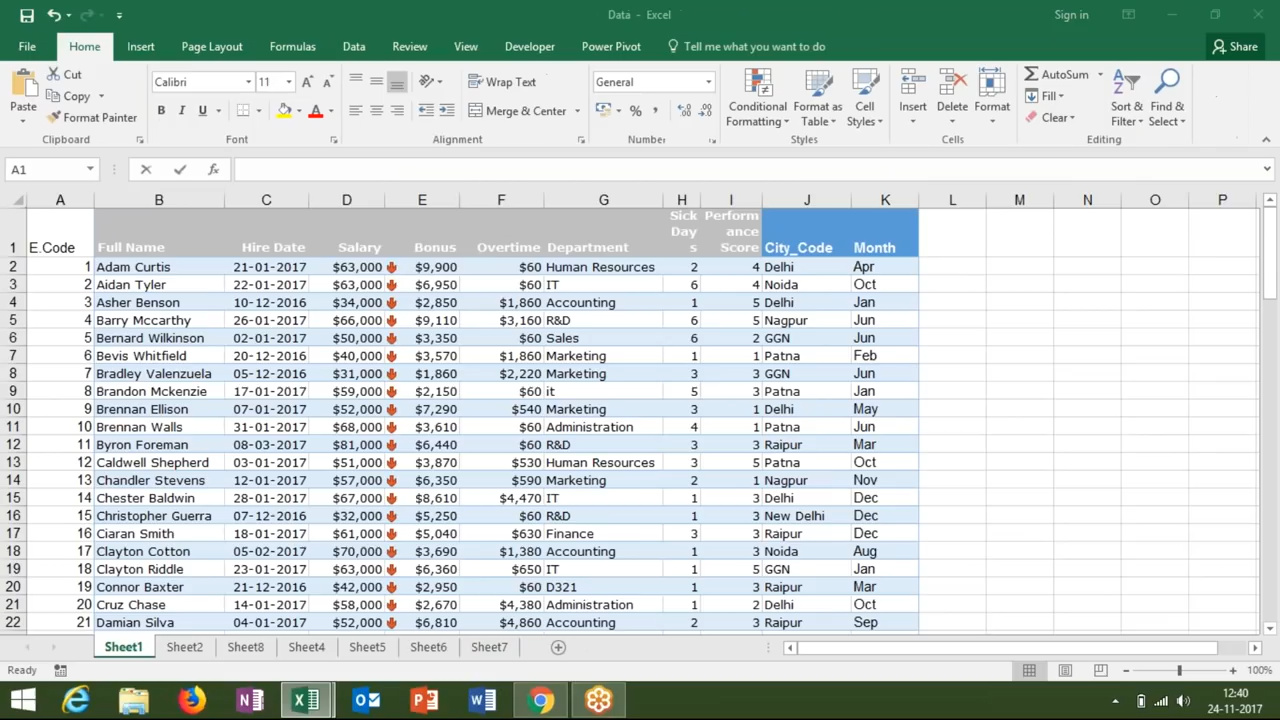 Data - Excel
Sign in
File Home Insert Page Layout Formulas Data Review View Developer Power Pivot Tell me what you want to do Share
Paste
Cut
Copy
Format Painter
Clipboard
Calibri 11
B I U
Font
Wrap Text
Merge & Center
Alignment
General
%
Number
Conditional Formatting
Format as Table
Cell Styles
Styles
Insert
Delete
Format
Cells
AutoSum
Fill
Clear
Sort & Filter
Find & Select
Editing
A1 fx
A B C D E F G H I J K L M N O P
1 E.Code Full Name Hire Date Salary Bonus Overtime Department Sick Days Performance Score City_Code Month
2 1 Adam Curtis 21-01-2017 $63,000 $9,900 $60 Human Resources 2 4 Delhi Apr
3 2 Aidan Tyler 22-01-2017 $63,000 $6,950 $60 IT 6 4 Noida Oct
4 3 Asher Benson 10-12-2016 $34,000 $2,850 $1,860 Accounting 1 5 Delhi Jan
5 4 Barry Mccarthy 26-01-2017 $66,000 $9,110 $3,160 R&D 6 5 Nagpur Jun
6 5 Bernard Wilkinson 02-01-2017 $50,000 $3,350 $60 Sales 6 2 GGN Jun
7 6 Bevis Whitfield 20-12-2016 $40,000 $3,570 $1,860 Marketing 1 1 Patna Feb
8 7 Bradley Valenzuela 05-12-2016 $31,000 $1,860 $2,220 Marketing 3 3 GGN Jun
9 8 Brandon Mckenzie 17-01-2017 $59,000 $2,150 $60 it 5 3 Patna Jan
10 9 Brennan Ellison 07-01-2017 $52,000 $7,290 $540 Marketing 3 1 Delhi May
11 10 Brennan Walls 31-01-2017 $68,000 $3,610 $60 Administration 4 1 Patna Jun
12 11 Byron Foreman 08-03-2017 $81,000 $6,440 $60 R&D 3 3 Raipur Mar
13 12 Caldwell Shepherd 03-01-2017 $51,000 $3,870 $530 Human Resources 3 5 Patna Oct
14 13 Chandler Stevens 12-01-2017 $57,000 $6,350 $590 Marketing 2 1 Nagpur Nov
15 14 Chester Baldwin 28-01-2017 $67,000 $8,610 $4,470 IT 1 3 Delhi Dec
16 15 Christopher Guerra 07-12-2016 $32,000 $5,250 $60 R&D 1 3 New Delhi Dec
17 16 Ciaran Smith 18-01-2017 $61,000 $5,040 $630 Finance 3 3 Raipur Dec
18 17 Clayton Cotton 05-02-2017 $70,000 $3,690 $1,380 Accounting 1 3 Noida Aug
19 18 Clayton Riddle 23-01-2017 $63,000 $6,360 $650 IT 1 5 GGN Jan
20 19 Connor Baxter 21-12-2016 $42,000 $2,950 $60 D321 1 3 Raipur Mar
21 20 Cruz Chase 14-01-2017 $58,000 $2,670 $4,380 Administration 1 2 Delhi Oct
22 21 Damian Silva 04-01-2017 $52,000 $6,810 $4,860 Accounting 2 3 Raipur Sep
Sheet1 Sheet2 Sheet8 Sheet4 Sheet5 Sheet6 Sheet7
Ready 100%
12:40
24-11-2017